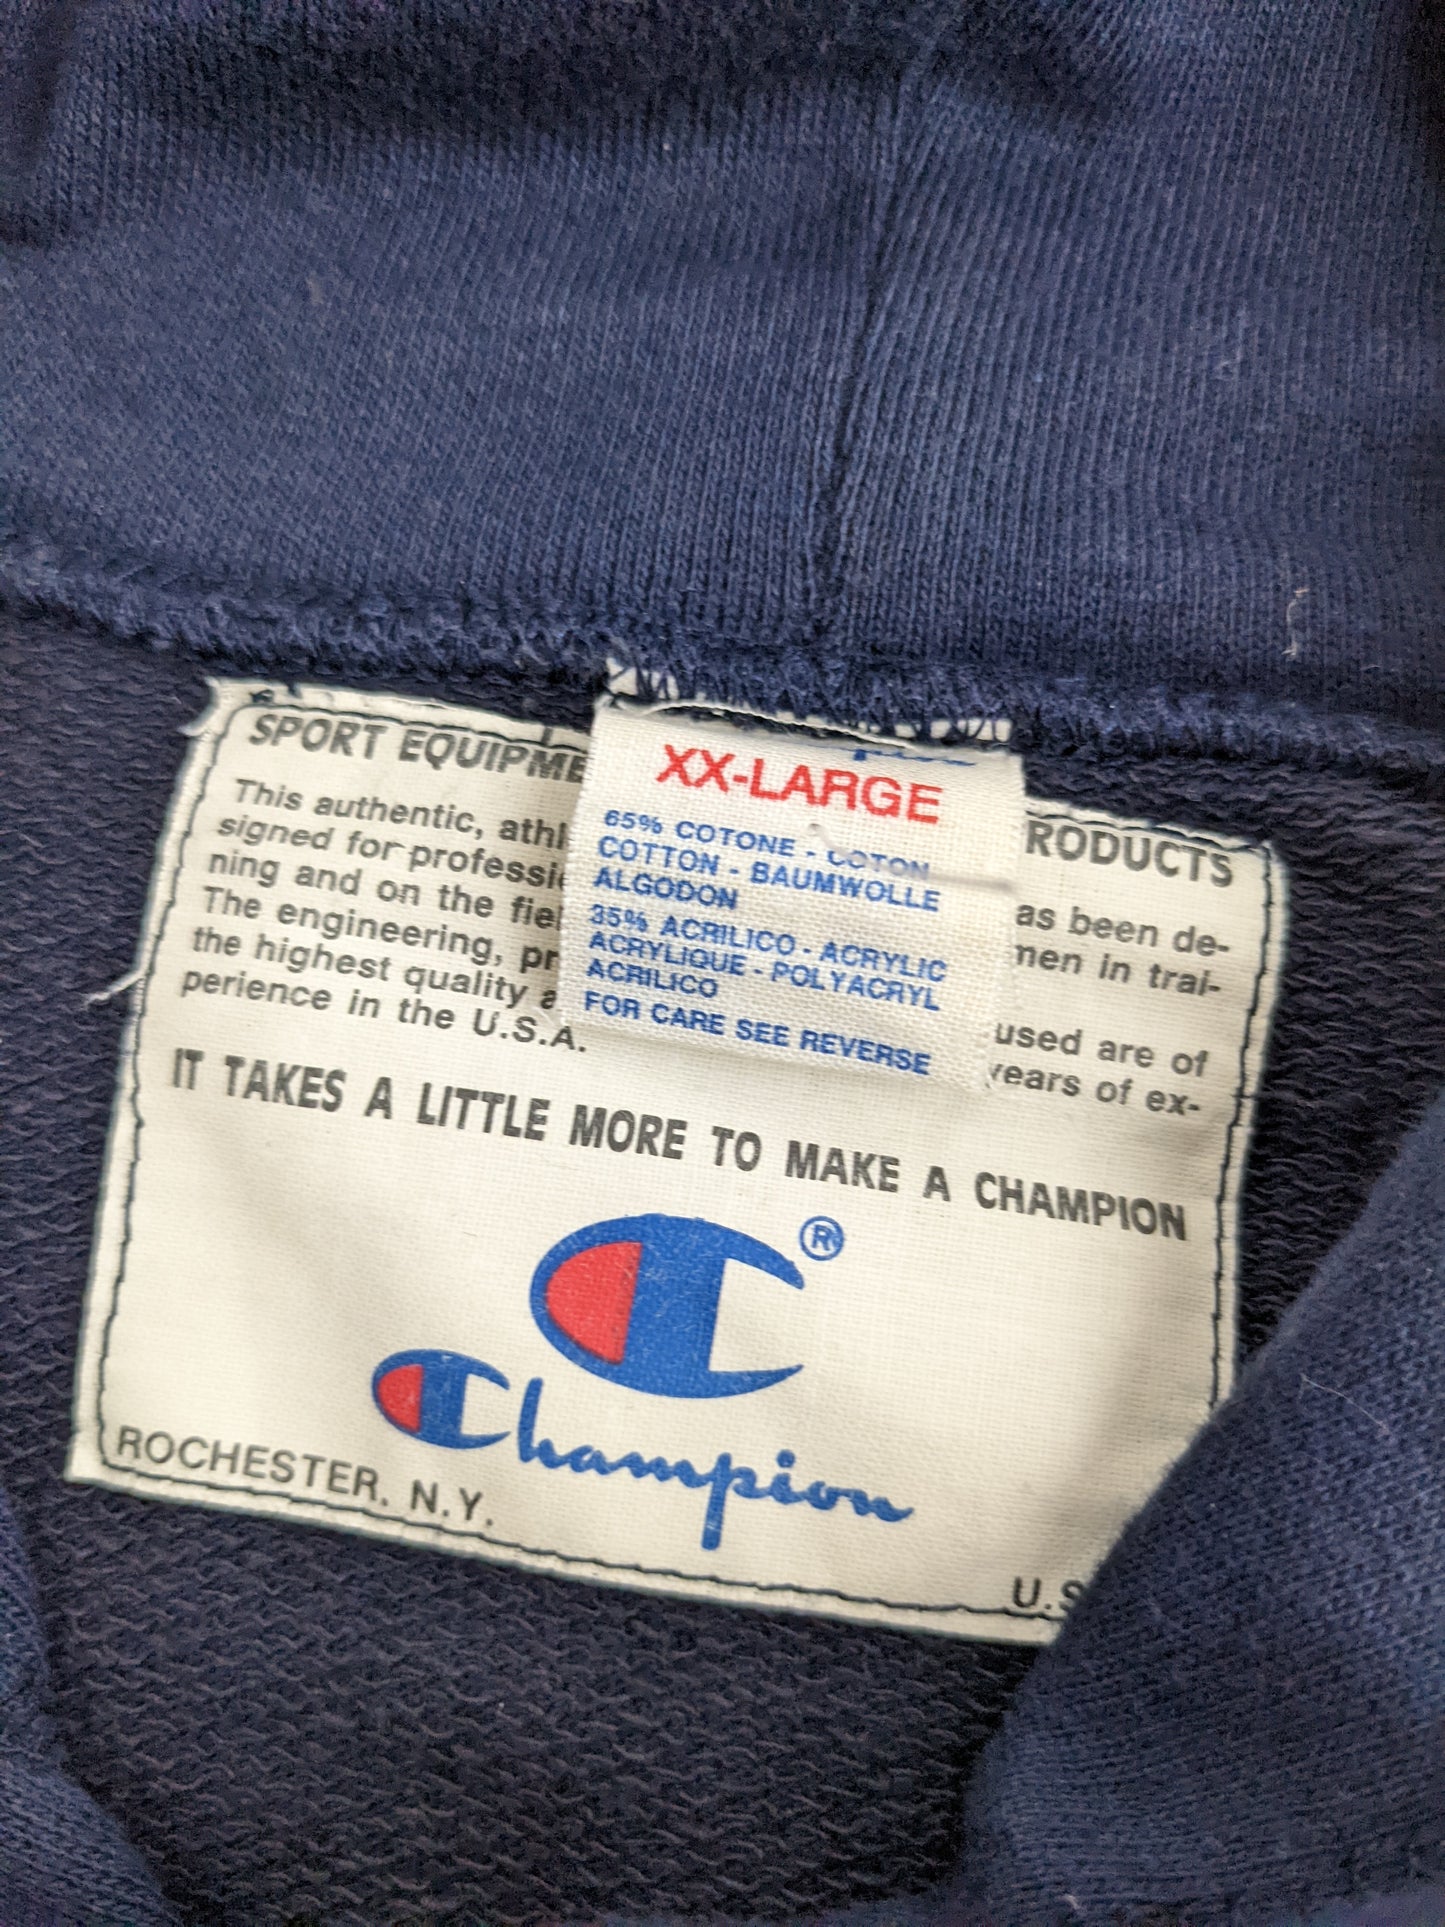 SPORT EQUIPME
RODUCTS
This authentic, athl
as been de-
signed for professi
men in trai-
ning and on the fie
The engineering, pr
used are of
the highest quality a
years of ex-
perience in the U.S.A.
IT TAKES A LITTLE MORE TO MAKE A CHAMPION
®
Champion
ROCHESTER, N.Y.
U.S
XX-LARGE
65% COTONE - COTON
COTTON - BAUMWOLLE
ALGODON
35% ACRILICO - ACRYLIC
ACRYLIQUE - POLYACRYL
ACRILICO
FOR CARE SEE REVERSE